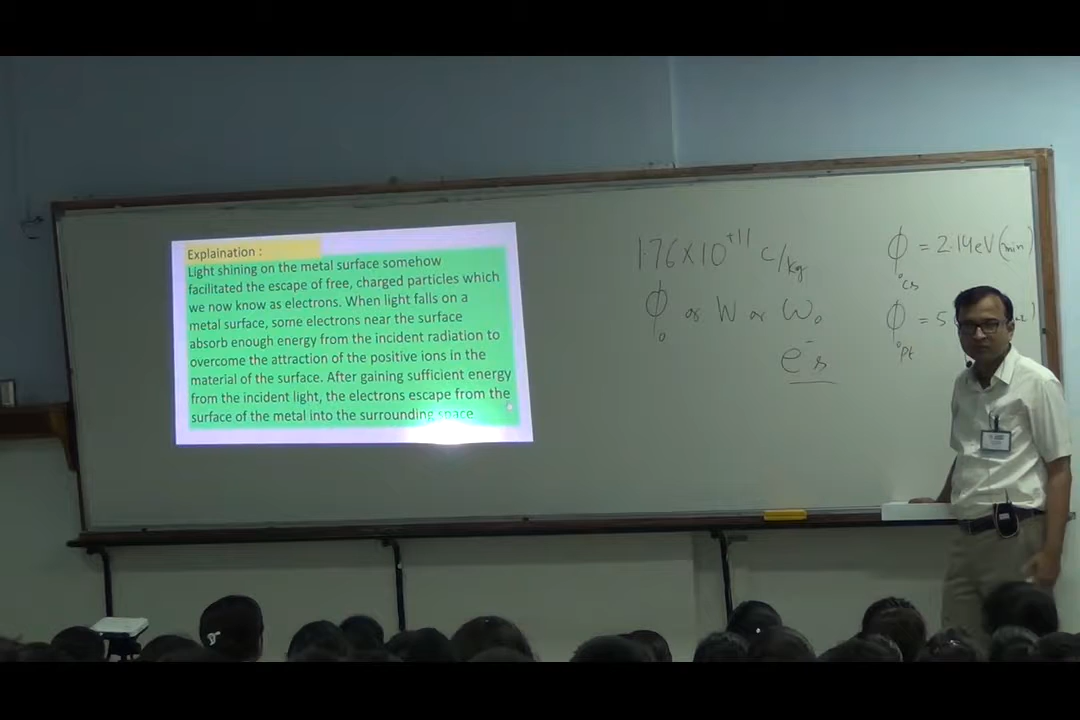 Explaination :
Light shining on the metal surface somehow
facilitated the escape of free, charged particles which
we now know as electrons. When light falls on a
metal surface, some electrons near the surface
absorb enough energy from the incident radiation to
overcome the attraction of the positive ions in the
material of the surface. After gaining sufficient energy
from the incident light, the electrons escape from the
surface of the metal into the surrounding space
1.76×10⁺¹¹ C/kg
ϕ₀ or W or ω₀
e⁻s
ϕ₀cs = 2.14eV(min)
ϕ₀pt = 5